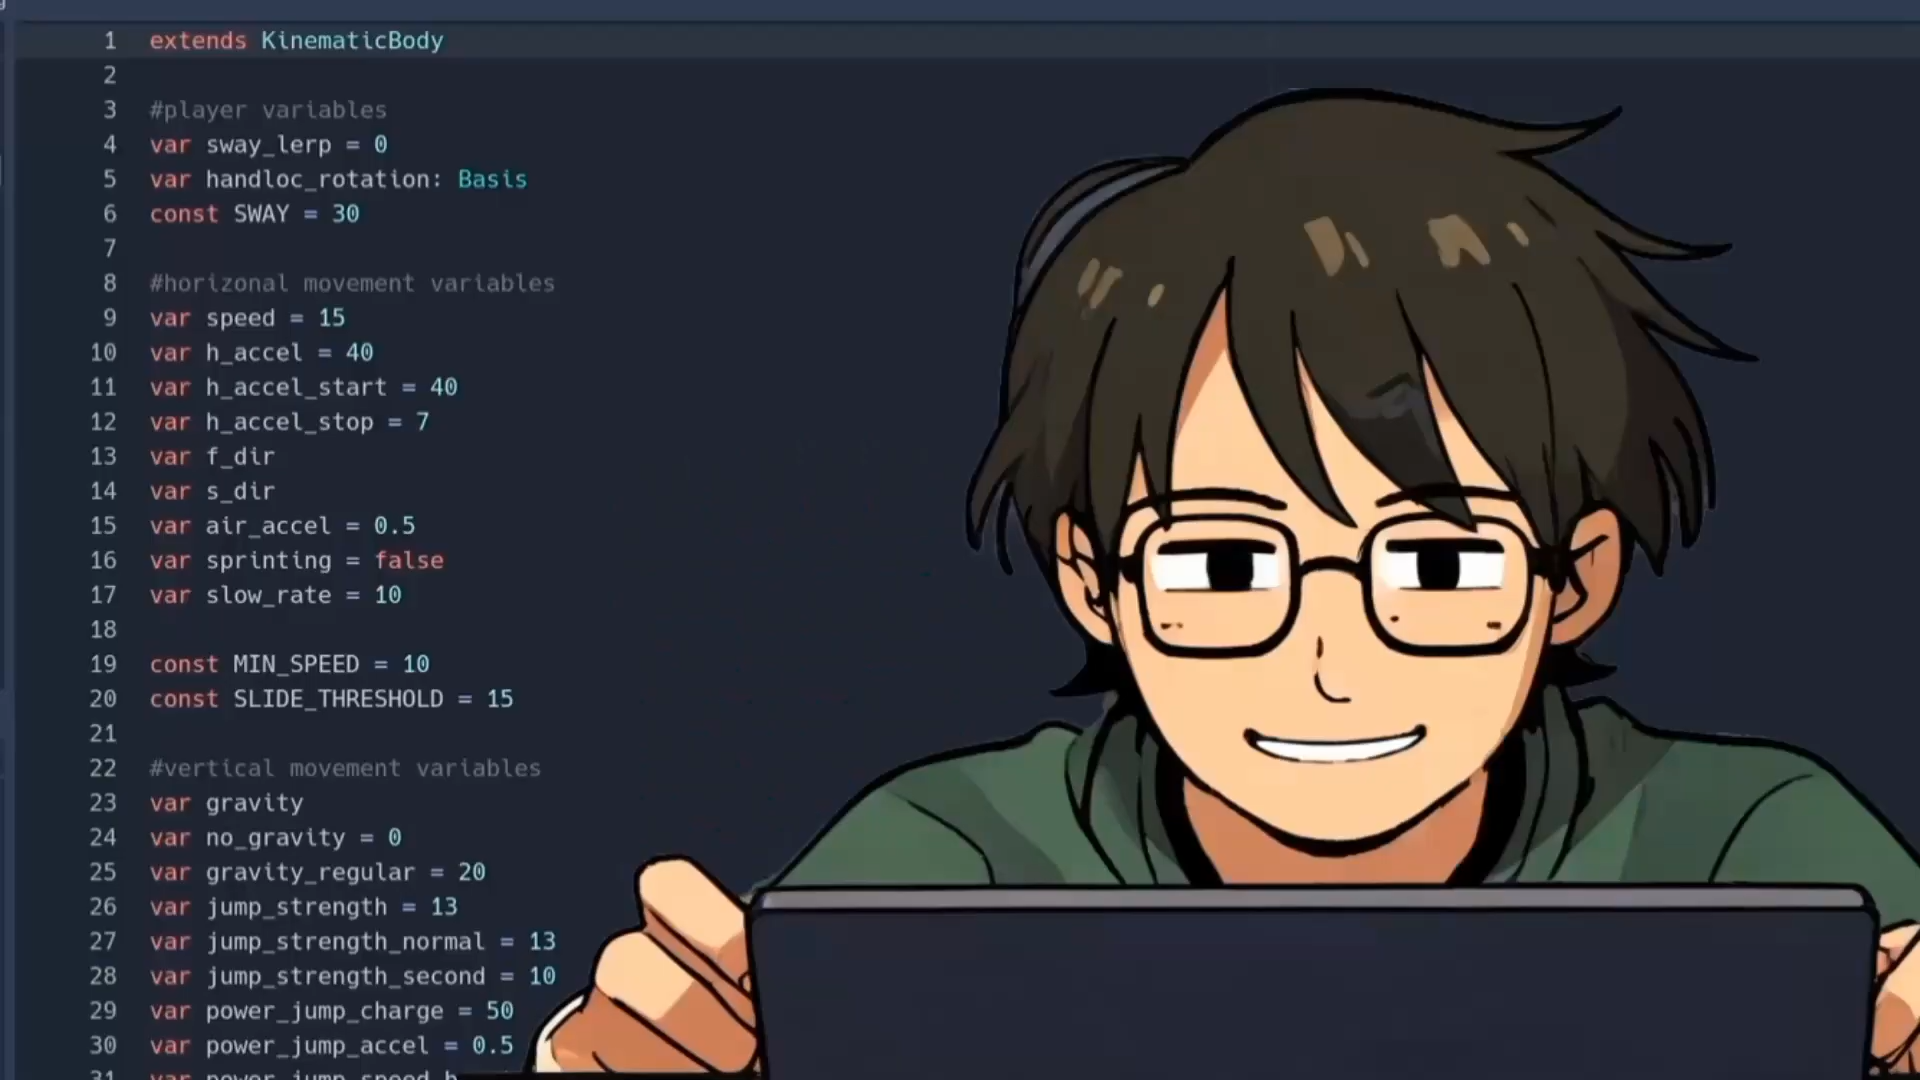 1 extends KinematicBody
2
3 #player variables
4 var sway_lerp = 0
5 var handloc_rotation: Basis
6 const SWAY = 30
7
8 #horizonal movement variables
9 var speed = 15
10 var h_accel = 40
11 var h_accel_start = 40
12 var h_accel_stop = 7
13 var f_dir
14 var s_dir
15 var air_accel = 0.5
16 var sprinting = false
17 var slow_rate = 10
18
19 const MIN_SPEED = 10
20 const SLIDE_THRESHOLD = 15
21
22 #vertical movement variables
23 var gravity
24 var no_gravity = 0
25 var gravity_regular = 20
26 var jump_strength = 13
27 var jump_strength_normal = 13
28 var jump_strength_second = 10
29 var power_jump_charge = 50
30 var power_jump_accel = 0.5
31 var power_jump_speed_h